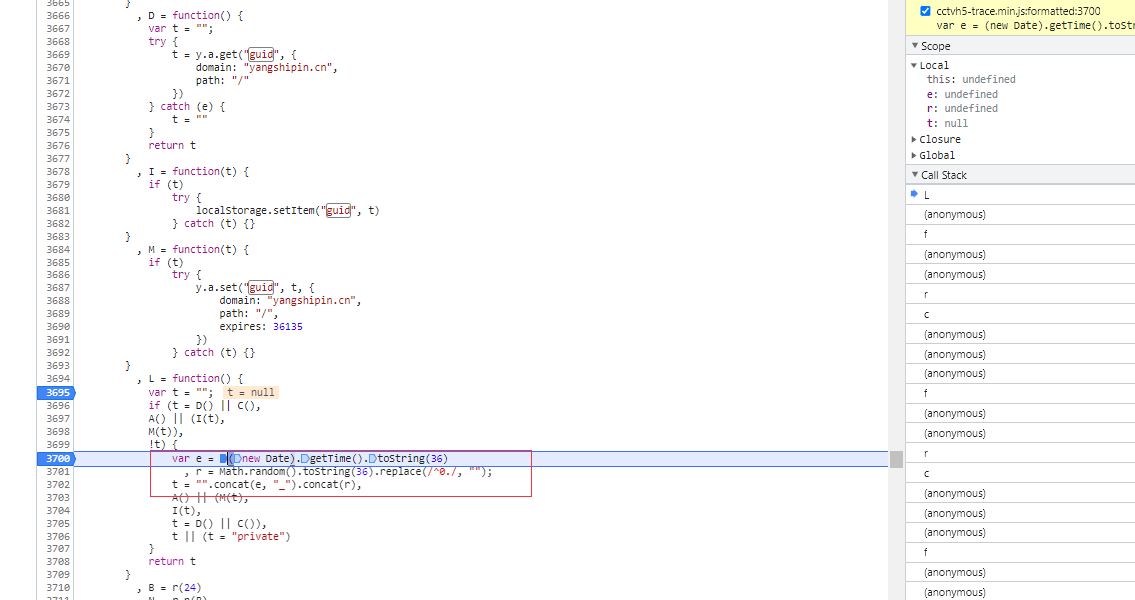 3665 }
3666 , D = function() {
3667 var t = "";
3668 try {
3669 t = y.a.get("guid", {
3670 domain: "yangshipin.cn",
3671 path: "/"
3672 })
3673 } catch (e) {
3674 t = ""
3675 }
3676 return t
3677 }
3678 , I = function(t) {
3679 if (t)
3680 try {
3681 localStorage.setItem("guid", t)
3682 } catch (t) {}
3683 }
3684 , M = function(t) {
3685 if (t)
3686 try {
3687 y.a.set("guid", t, {
3688 domain: "yangshipin.cn",
3689 path: "/",
3690 expires: 36135
3691 })
3692 } catch (t) {}
3693 }
3694 , L = function() {
3695 var t = ""; t = null
3696 if (t = D() || C(),
3697 A() || (I(t),
3698 M(t)),
3699 !t) {
3700 var e = (new Date).getTime().toString(36)
3701 , r = Math.random().toString(36).replace(/^0./, "");
3702 t = "".concat(e, "_").concat(r),
3703 A() || (M(t),
3704 I(t),
3705 t = D() || C()),
3706 t || (t = "private")
3707 }
3708 return t
3709 }
3710 , B = r(24)
cctvh5-trace.min.js:formatted:3700
var e = (new Date).getTime().toStr
Scope
Local
this: undefined
e: undefined
r: undefined
t: null
Closure
Global
Call Stack
L
(anonymous)
f
(anonymous)
(anonymous)
r
c
(anonymous)
(anonymous)
(anonymous)
f
(anonymous)
(anonymous)
r
c
(anonymous)
(anonymous)
(anonymous)
f
(anonymous)
(anonymous)